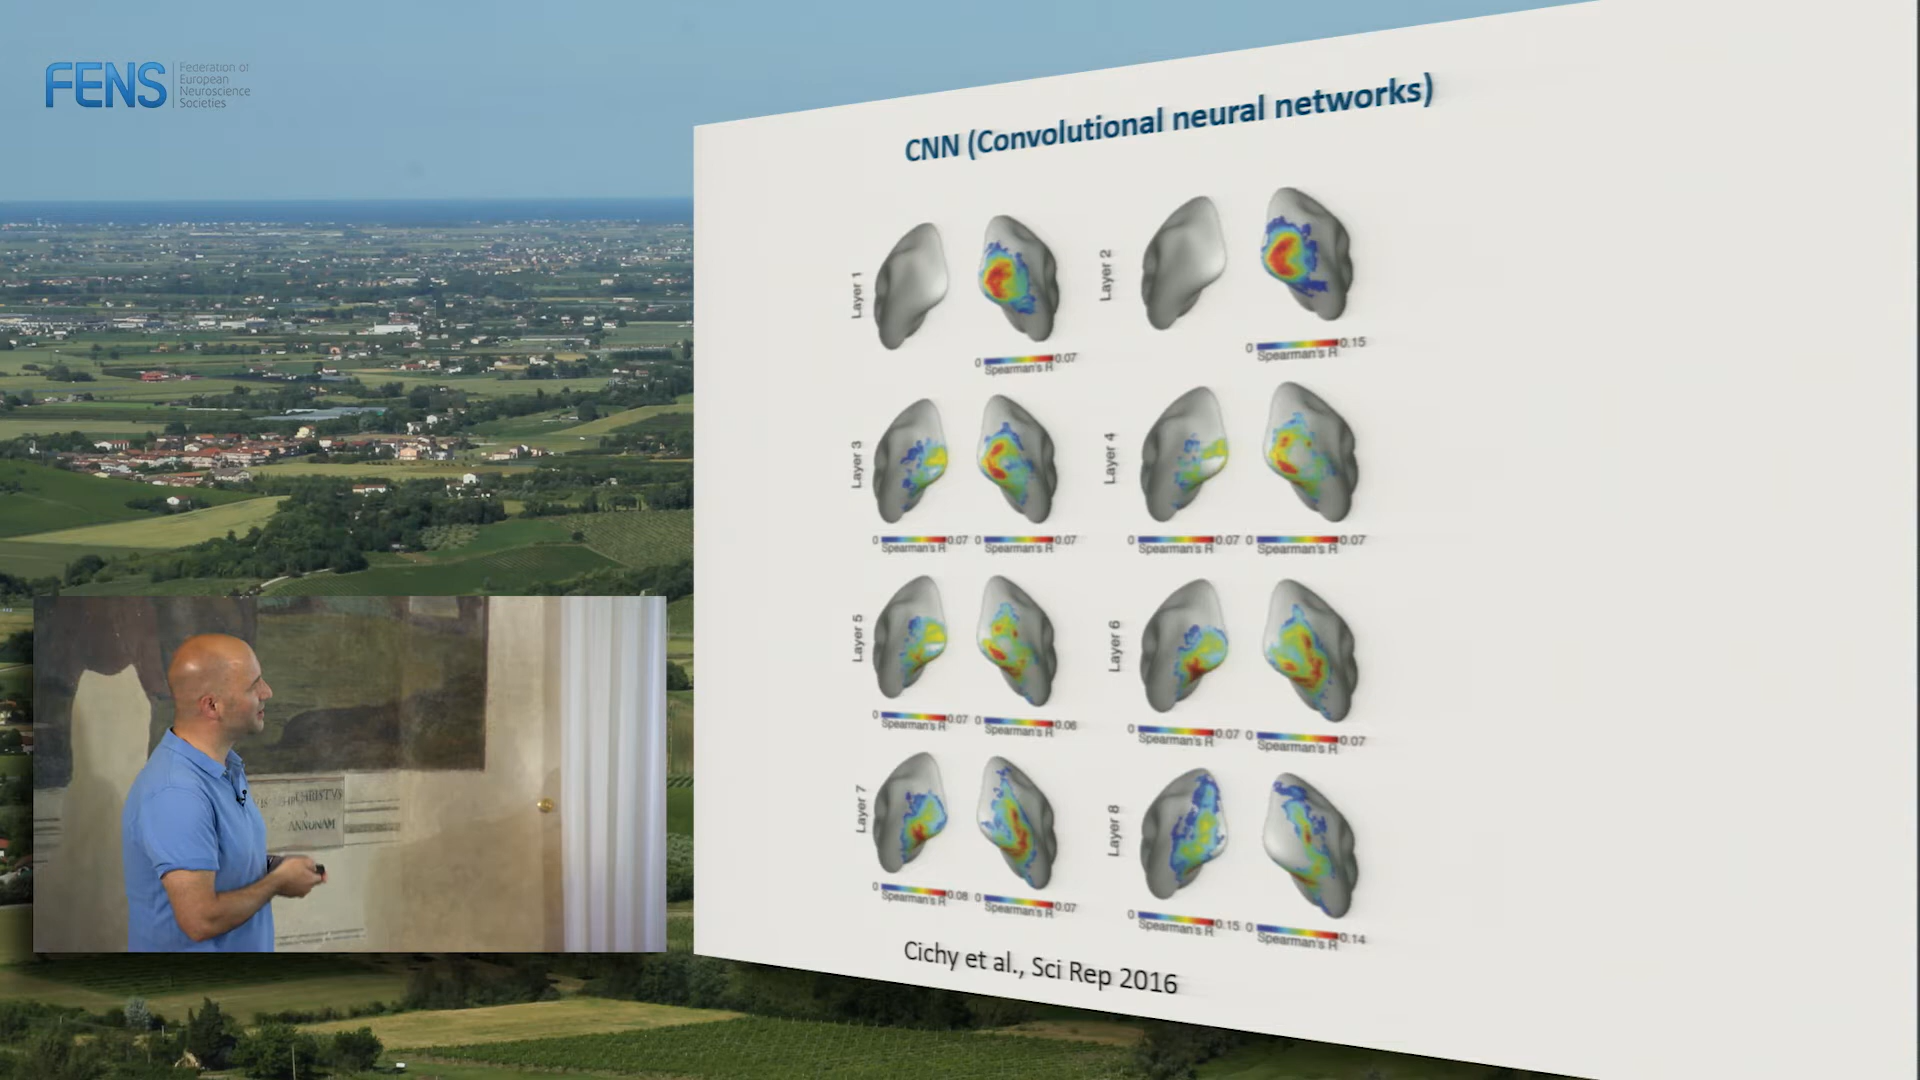 FENS
Federation of
European
Neuroscience
Societies
CNN (Convolutional neural networks)
Layer 1
0 0.07
Spearman's R
Layer 2
0 0.15
Spearman's R
Layer 3
0 0.07 0 0.07
Spearman's R Spearman's R
Layer 4
0 0.07 0 0.07
Spearman's R Spearman's R
Layer 5
0 0.07 0 0.06
Spearman's R Spearman's R
Layer 6
0 0.07 0 0.07
Spearman's R Spearman's R
Layer 7
0 0.08 0 0.07
Spearman's R Spearman's R
Layer 8
0 0.15 0 0.14
Spearman's R Spearman's R
Cichy et al., Sci Rep 2016
CHRISTVS
ANNONAM